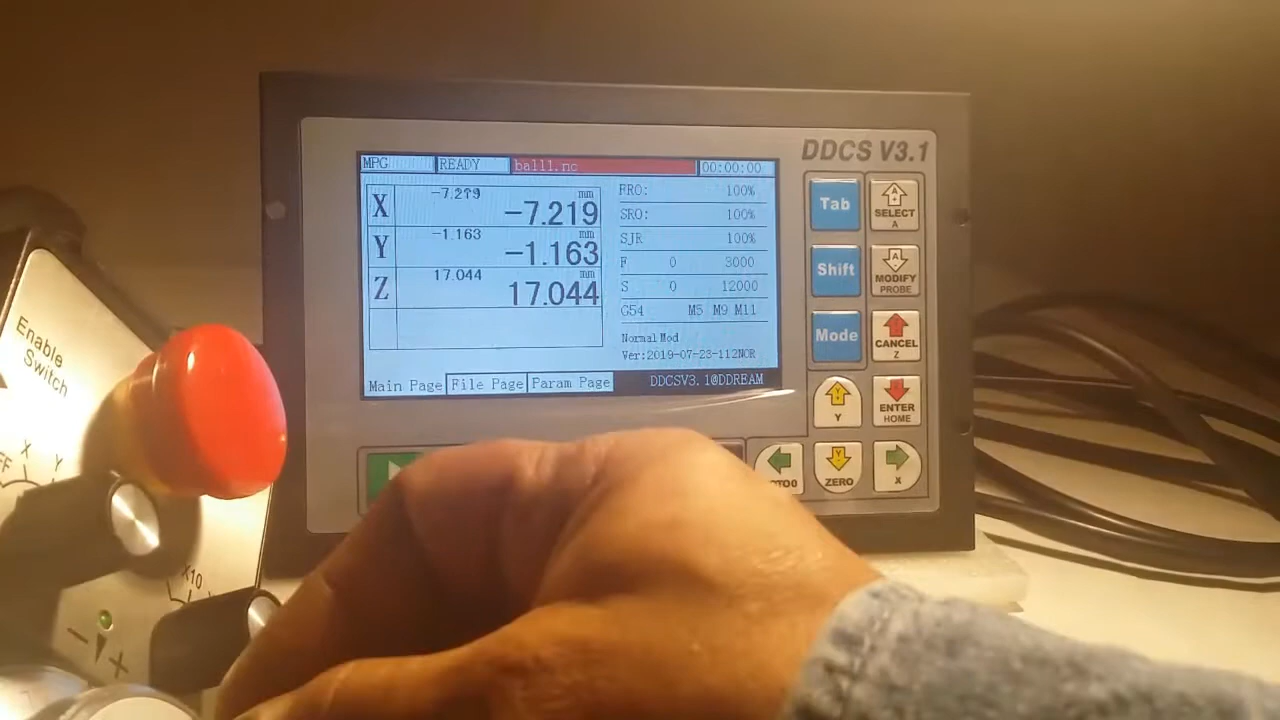 DDCS V3.1
MPG READY ball1.nc 00:00:00
X -7.219 mm -7.219
Y -1.163 mm -1.163
Z 17.044 mm 17.044
FRO: 100%
SRO: 100%
SJR 100%
F 0 3000
S 0 12000
G54 M5 M9 M11
Normal Mod
Ver:2019-07-23-112NOR
Main Page File Page Param Page DDCSV3.1@DDREAM
Tab
A+
SELECT
A
Shift
A-
MODIFY
PROBE
Mode
CANCEL
Z
Y
ENTER
HOME
ZERO
X
Enable
Switch
X
Y
X10
- +